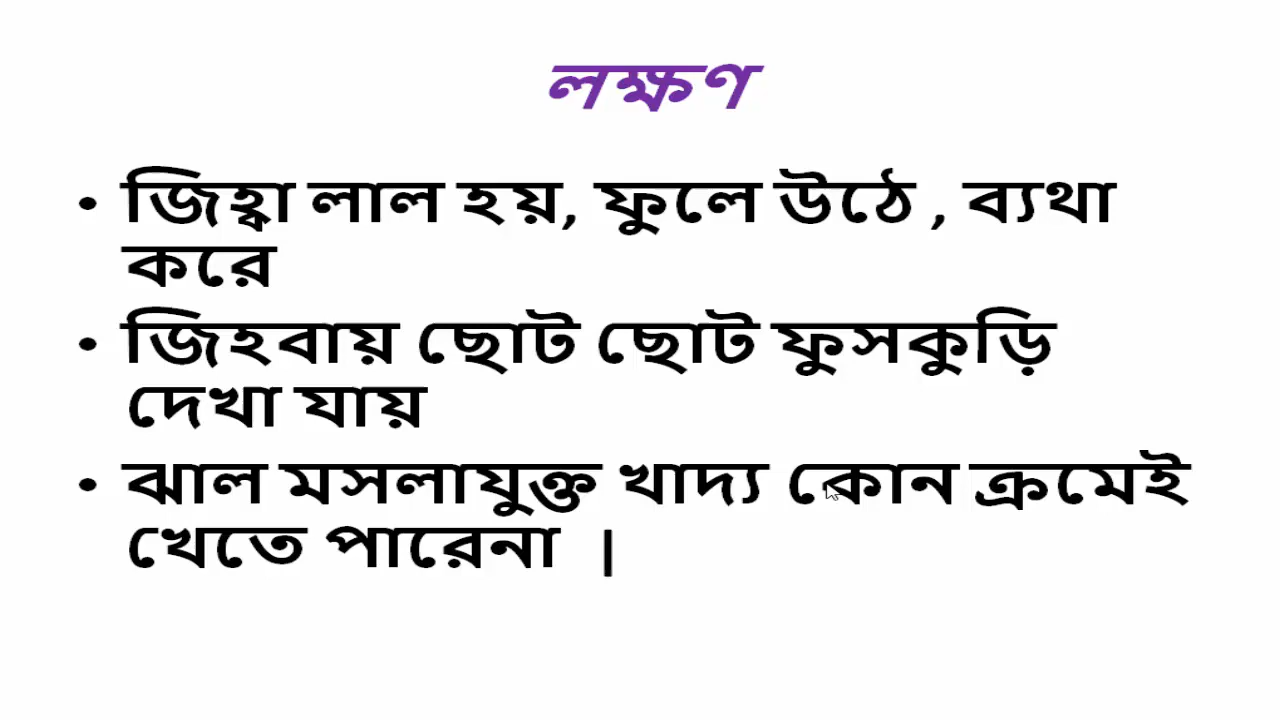 লক্ষণ
• জিহ্বা লাল হয়, ফুলে উঠে , ব্যথা
করে
• জিহবায় ছোট ছোট ফুসকুড়ি
দেখা যায়
• ঝাল মসলাযুক্ত খাদ্য কোন ক্রমেই
খেতে পারেনা ।